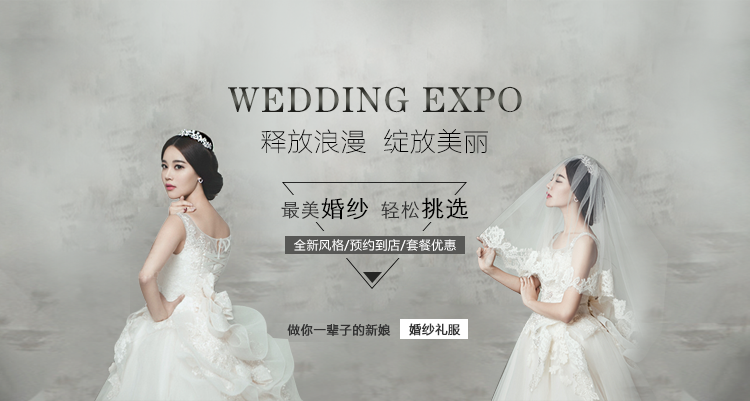 WEDDING EXPO
释放浪漫 绽放美丽
最美婚纱 轻松挑选
全新风格/预约到店/套餐优惠
做你一辈子的新娘 婚纱礼服